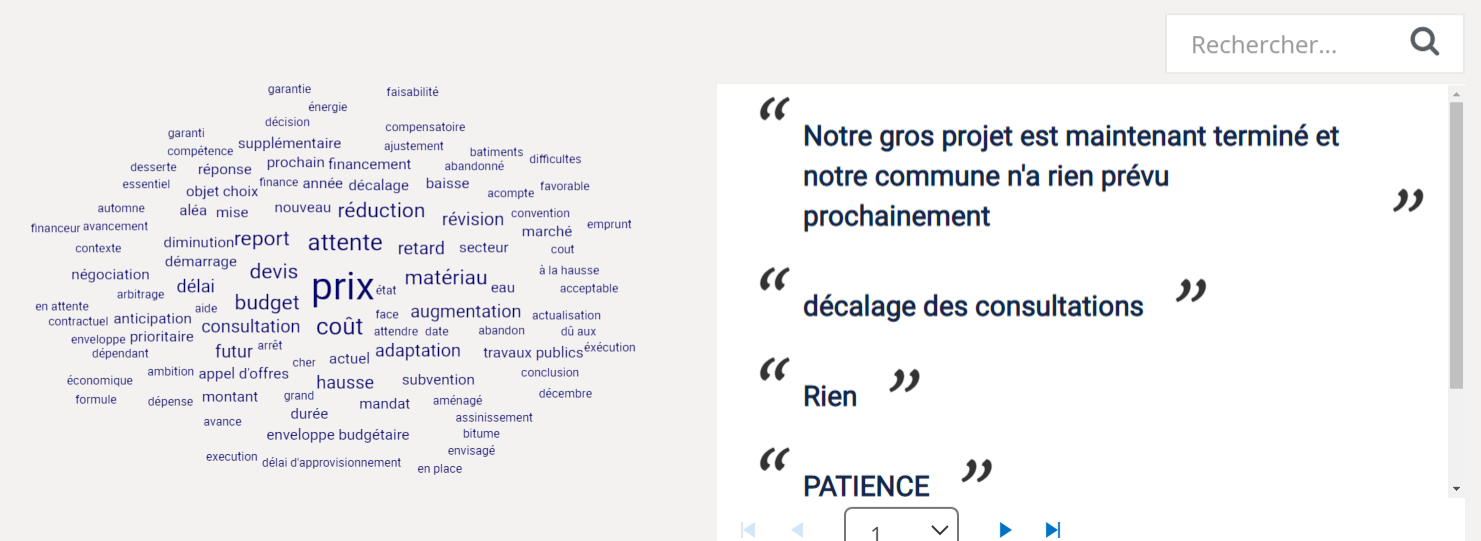 Rechercher...
garantie
faisabilité
énergie
décision
compensatoire
garanti
supplémentaire
ajustement
compétence
batiments
difficultes
desserte
réponse
prochain
financement
abandonné
essentiel
objet choix
finance
année
décalage
baisse
acompte
favorable
automne
aléa
mise
nouveau
réduction
révision
convention
financeur
avancement
marché
emprunt
contexte
diminution
report
attente
retard
secteur
cout
démarrage
négociation
devis
matériau
à la hausse
délai
prix
état
eau
acceptable
arbitrage
en attente
aide
budget
contractuel
anticipation
consultation
coût
face
augmentation
actualisation
enveloppe
prioritaire
attendre
date
abandon
dû aux
dépendant
futur
arrêt
cher
actuel
adaptation
travaux publics
éxécution
économique
ambition
appel d'offres
hausse
subvention
conclusion
formule
dépense
montant
grand
mandat
aménagé
décembre
avance
durée
assinissement
enveloppe budgétaire
bitume
envisagé
execution
délai d'approvisionnement
en place
“ Notre gros projet est maintenant terminé et
notre commune n'a rien prévu
prochainement ”
“ décalage des consultations ”
“ Rien ”
“ PATIENCE ”
1